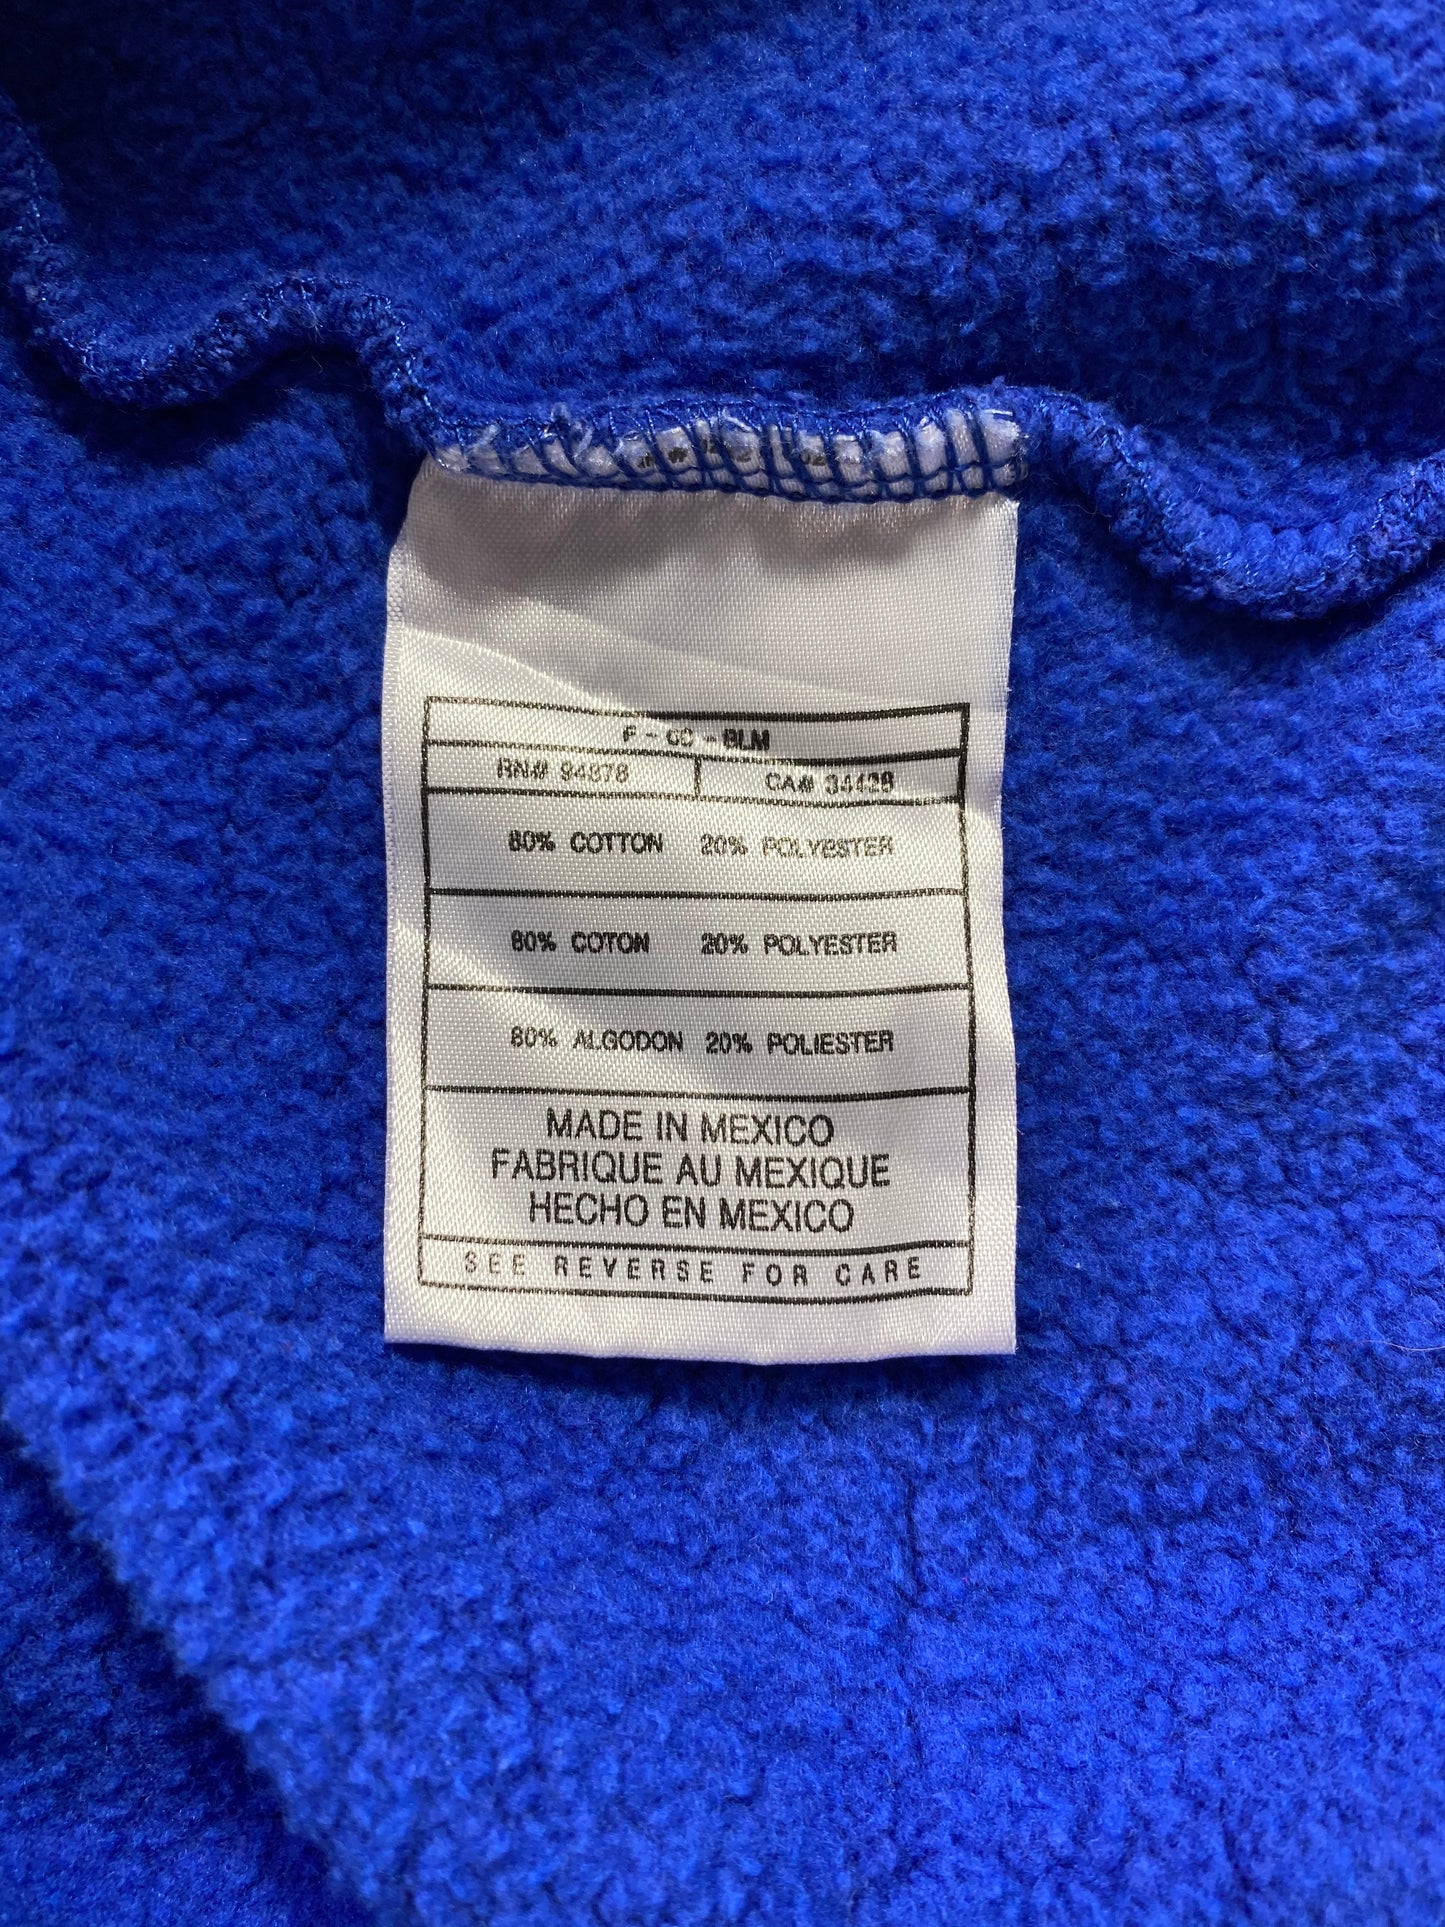 BLM
RN# 94878 CA# 34428
80% COTTON 20% POLYESTER
80% COTON 20% POLYESTER
80% ALGODON 20% POLIESTER
MADE IN MEXICO
FABRIQUE AU MEXIQUE
HECHO EN MEXICO
SEE REVERSE FOR CARE